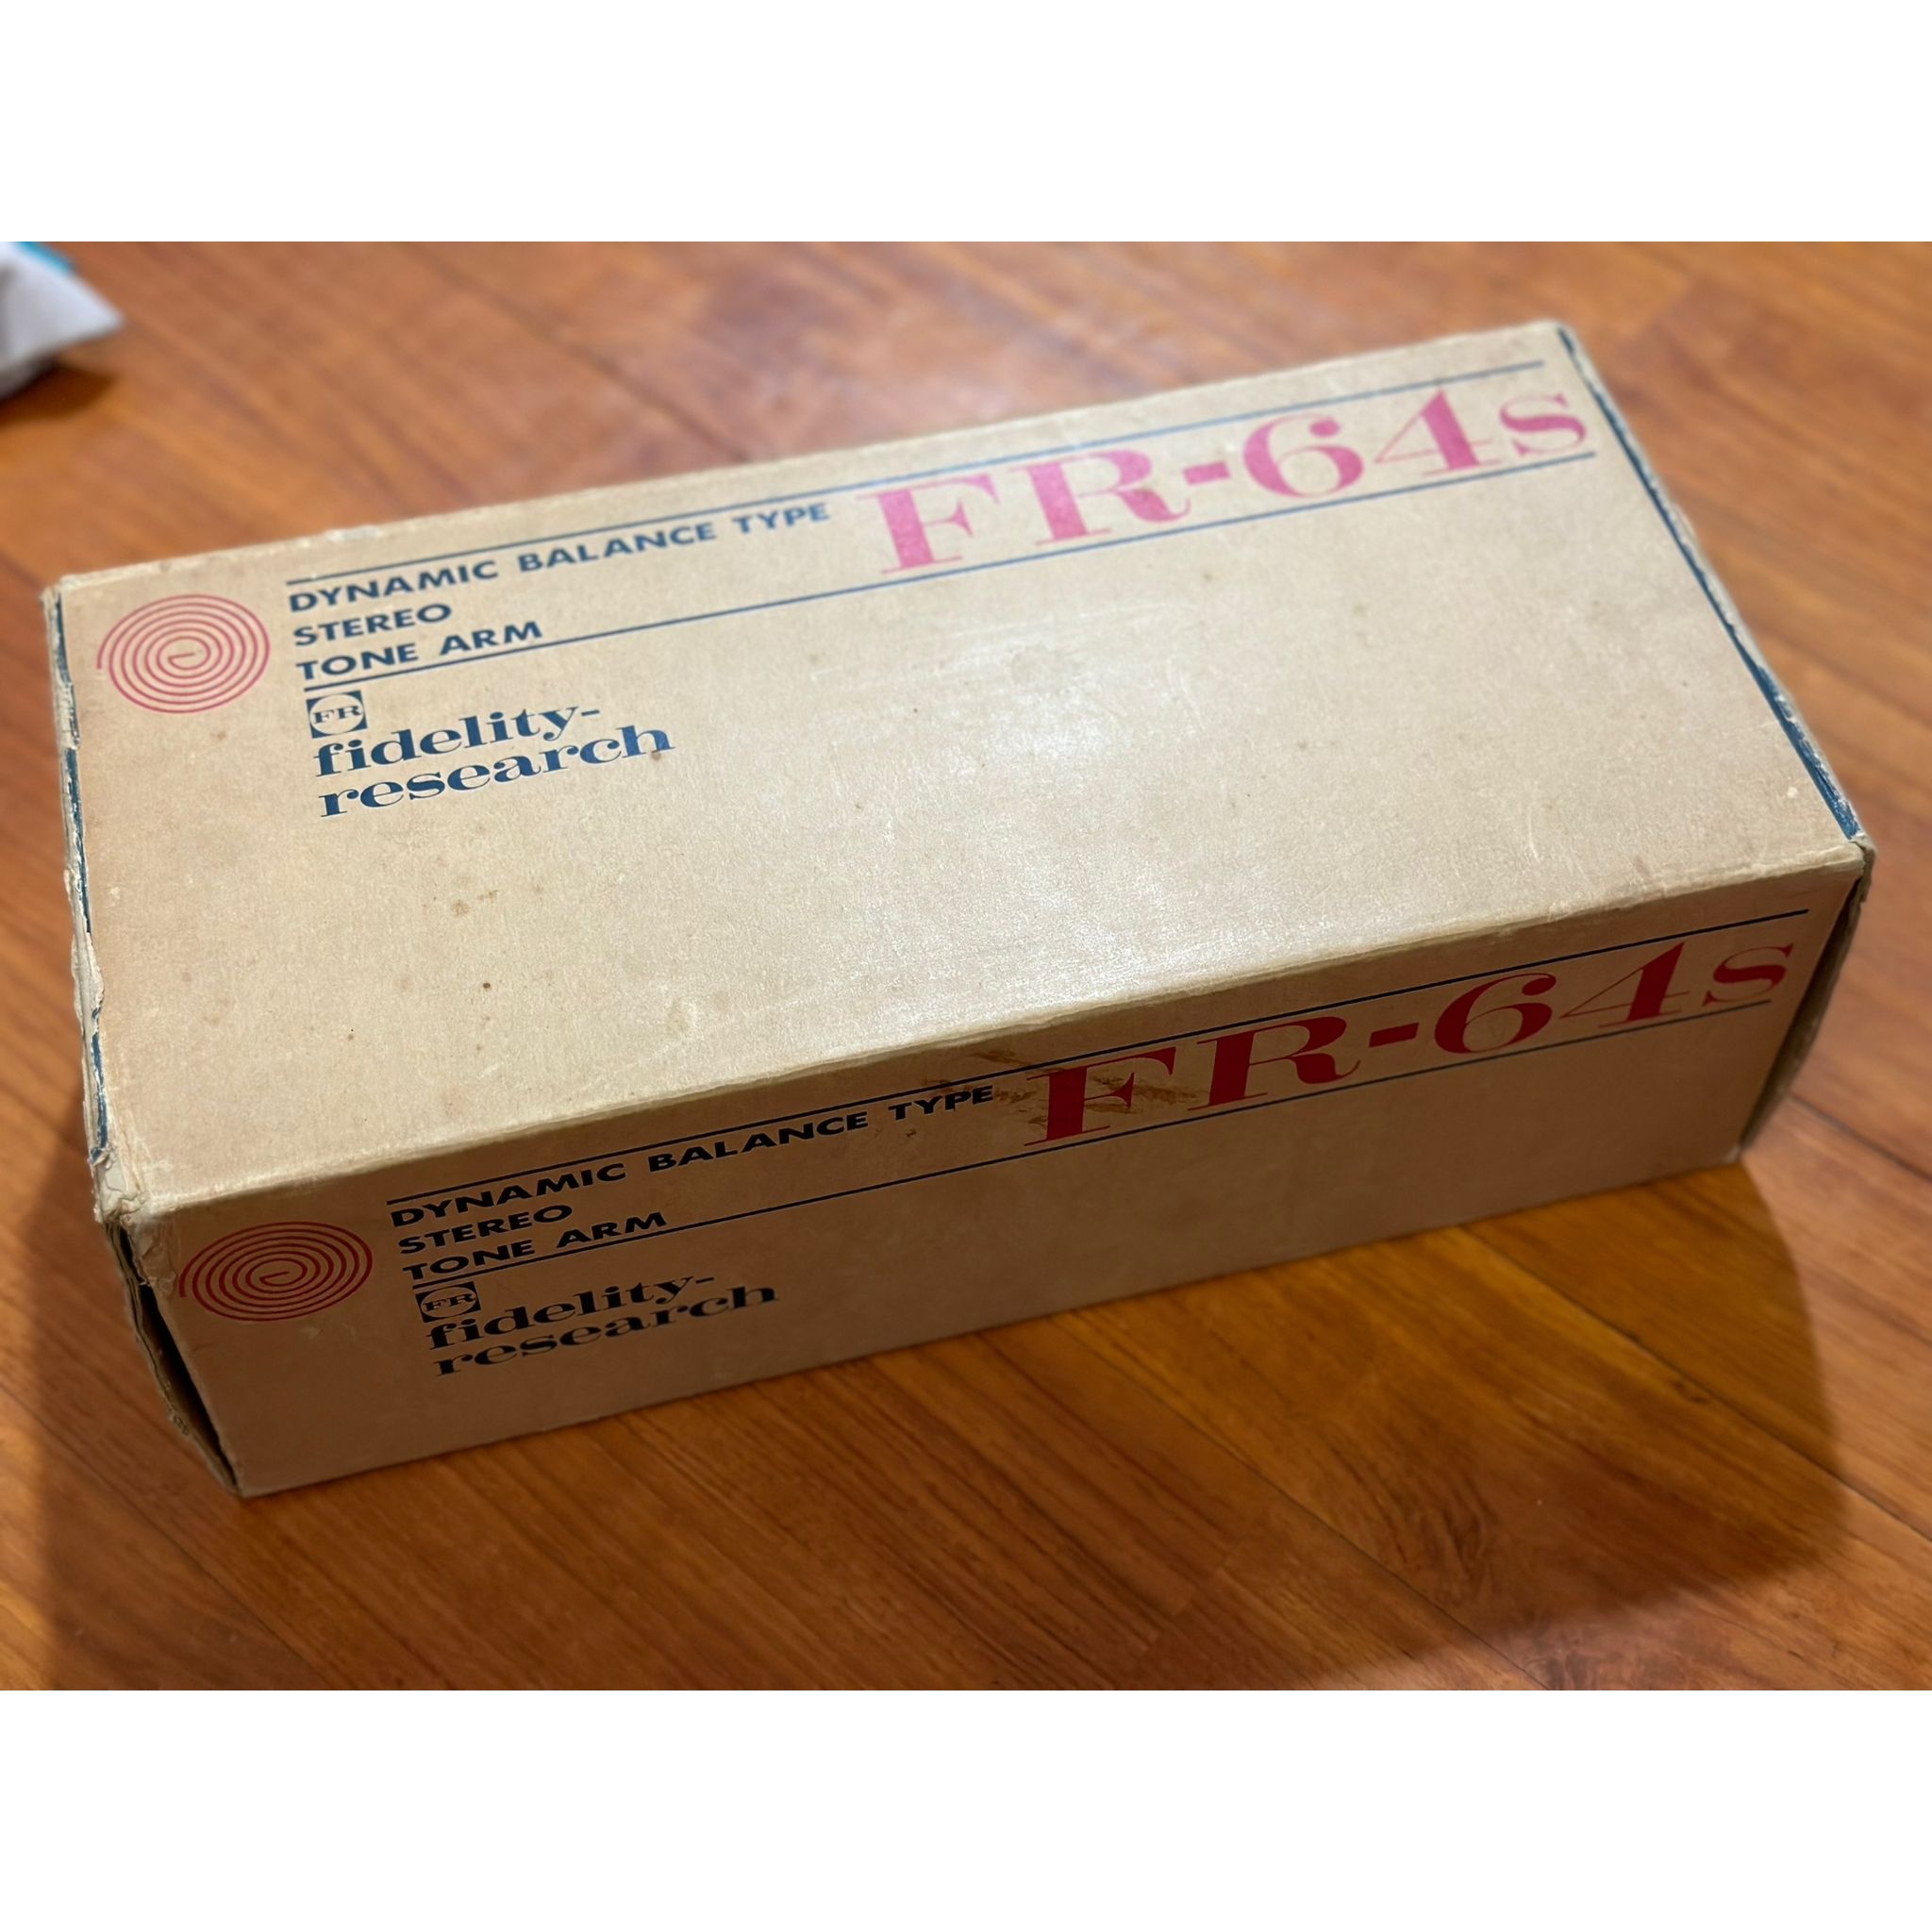 DYNAMIC BALANCE TYPE FR-64s
STEREO
TONE ARM
FR
fidelity-
research
DYNAMIC BALANCE TYPE FR-64s
STEREO
TONE ARM
FR
fidelity-
research